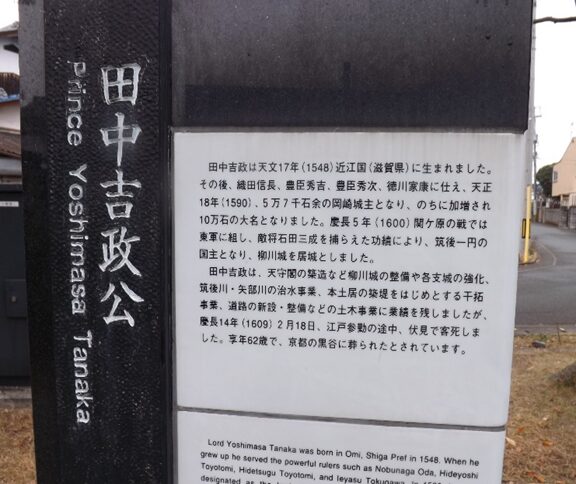 田中吉政公
Prince Yoshimasa Tanaka
田中吉政は天文17年(1548)近江国(滋賀県)に生まれました。
その後、織田信長、豊臣秀吉、豊臣秀次、徳川家康に仕え、天正
18年(1590)、5万7千石余の岡崎城主となり、のちに加増され
10万石の大名となりました。慶長5年(1600)関ケ原の戦では
東軍に組し、敵将石田三成を捕らえた功績により、筑後一円の
国主となり、柳川城を居城としました。
田中吉政は、天守閣の築造など柳川城の整備や各支城の強化、
筑後川・矢部川の治水事業、本土居の築堤をはじめとする干拓
事業、道路の新設・整備などの土木事業に業績を残しましたが、
慶長14年(1609)2月18日、江戸参勤の途中、伏見で客死しま
した。享年62歳で、京都の黒谷に葬られたとされています。
Lord Yoshimasa Tanaka was born in Omi, Shiga Pref in 1548. When he
grew up he served the powerful rulers such as Nobunaga Oda, Hideyoshi
Toyotomi, Hidetsugu Toyotomi, and Ieyasu Tokugawa. In
designated as the